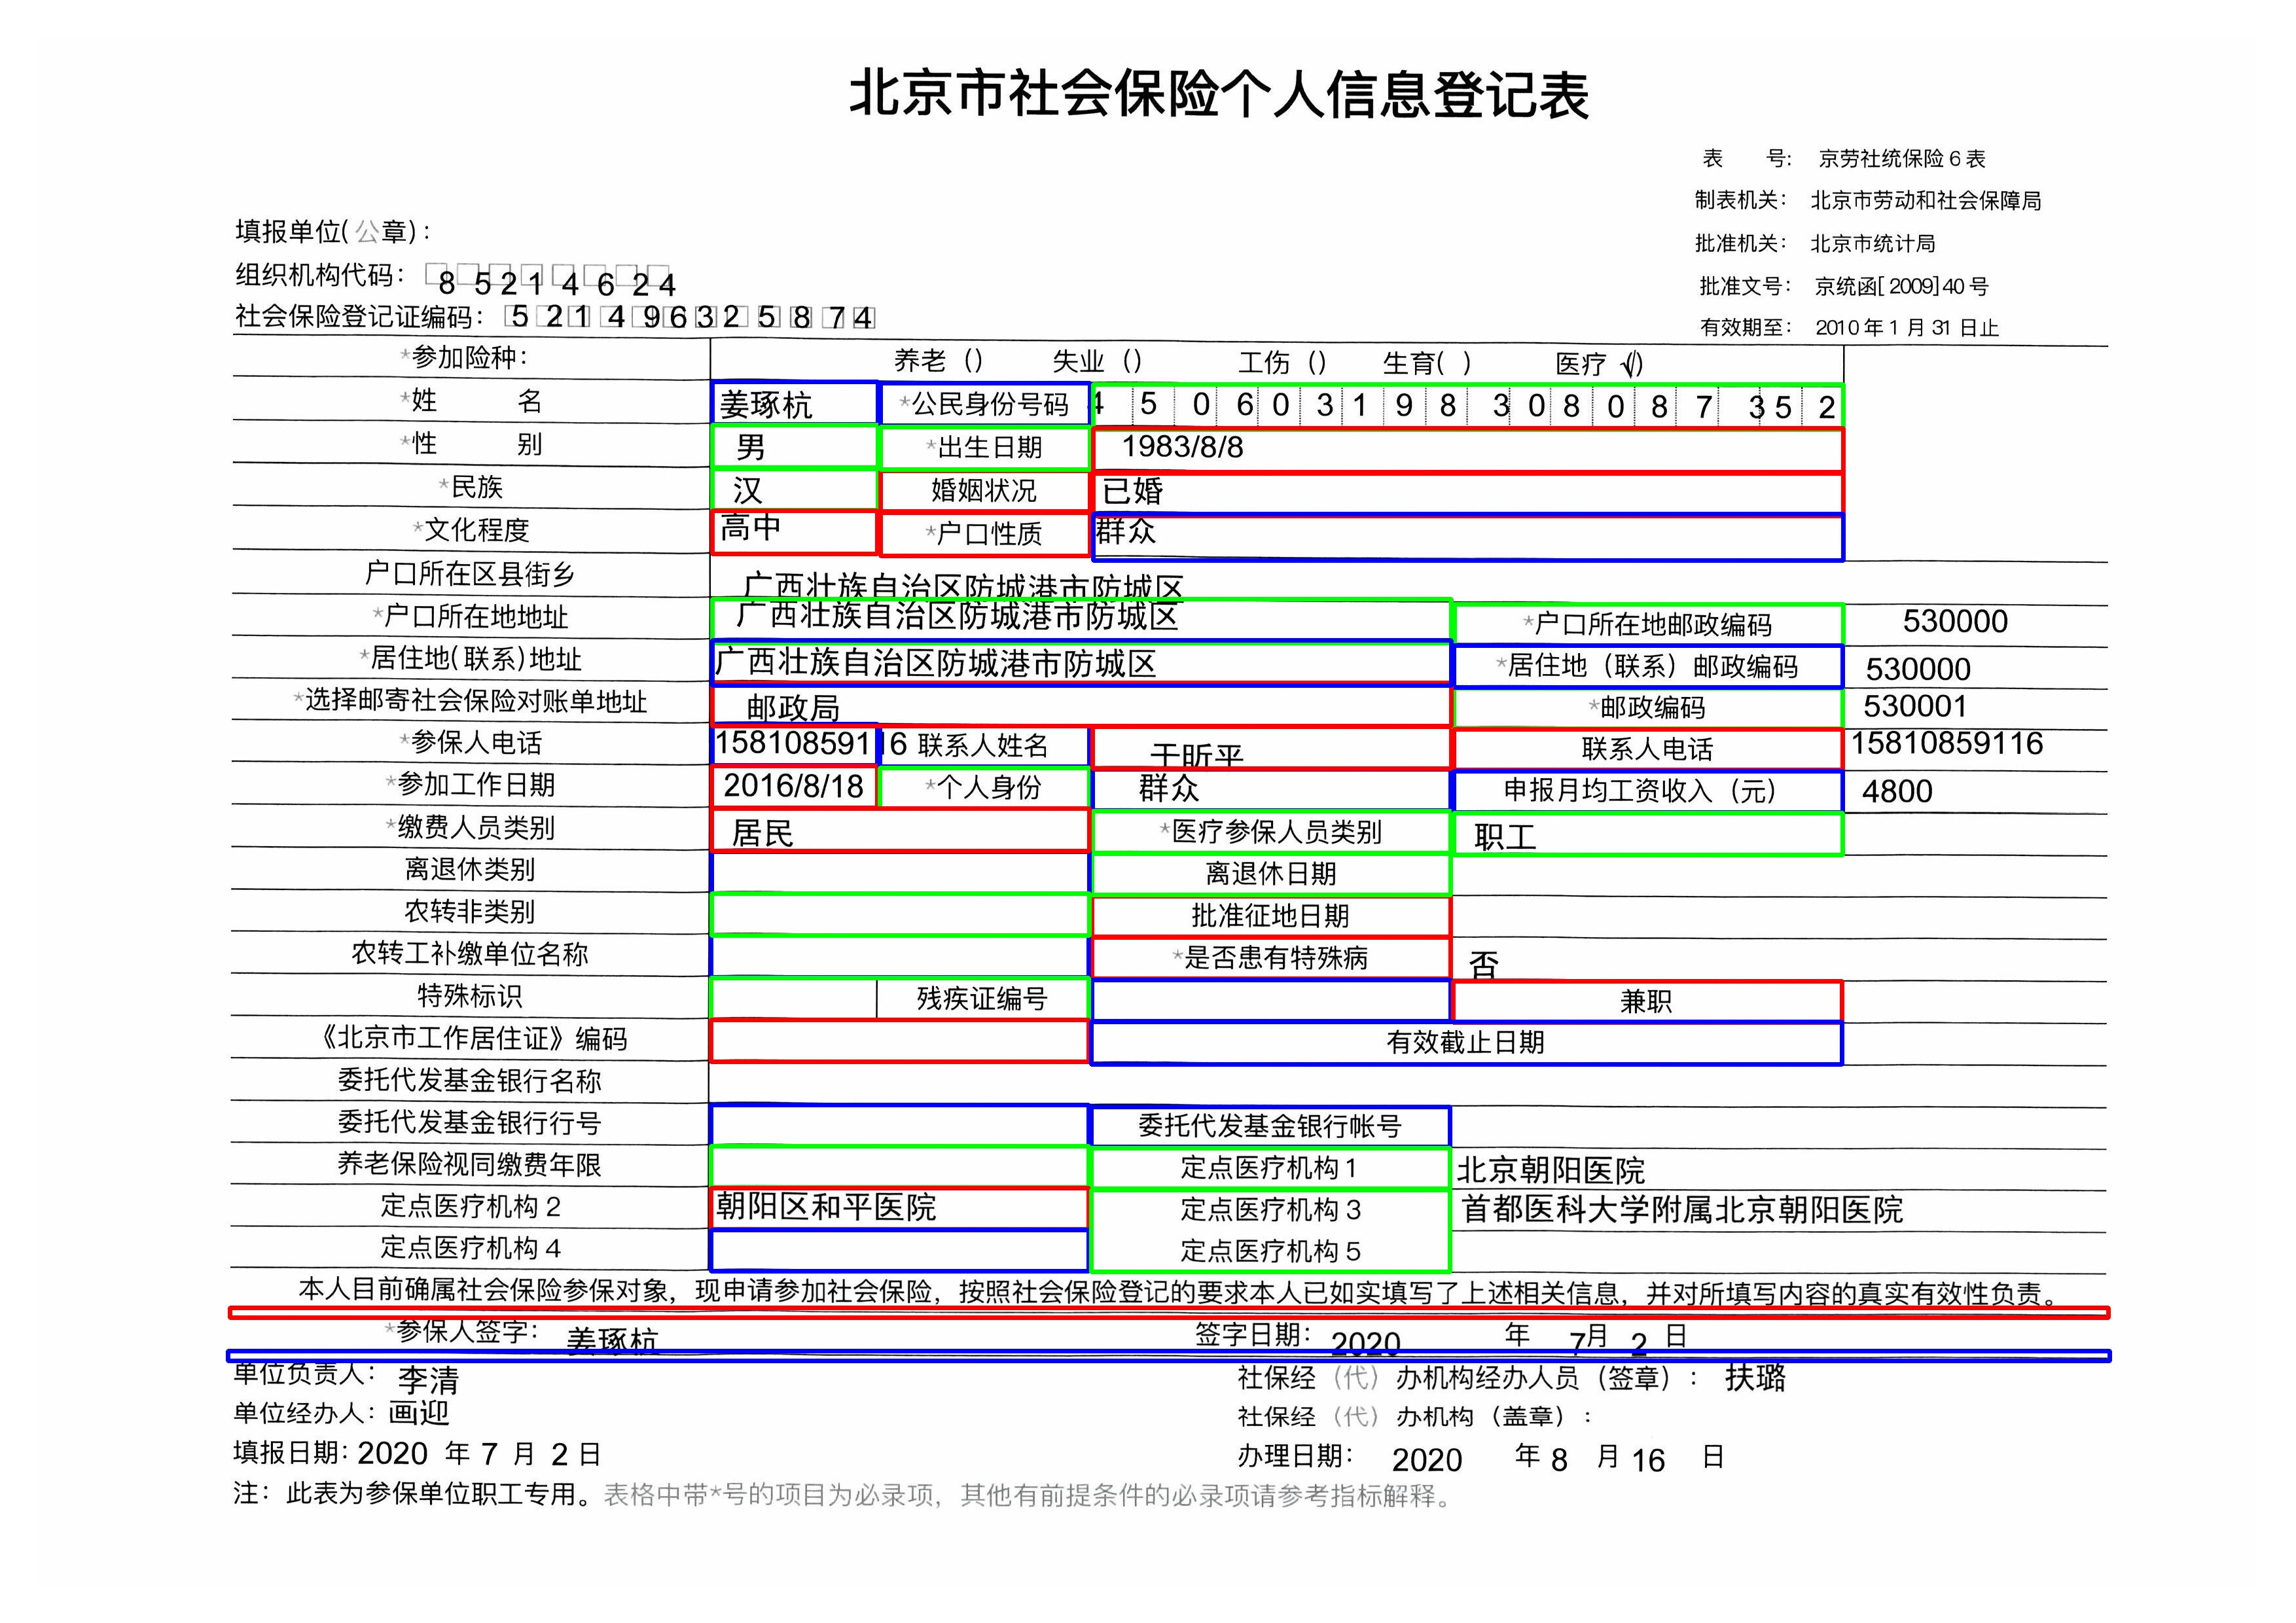 北京市社会保险个人信息登记表
表 号: 京劳社统保险6表
制表机关: 北京市劳动和社会保障局
填报单位(公章):
批准机关: 北京市统计局
组织机构代码: 85214624
批准文号: 京统函[2009]40号
社会保险登记证编码: 521496325874
有效期至: 2010年1月31日止
*参加险种: 养老() 失业() 工伤() 生育( ) 医疗(√)
*姓 名 姜琢杭 *公民身份号码 450603198308087352
*性 别 男 *出生日期 1983/8/8
*民族 汉 婚姻状况 已婚
*文化程度 高中 *户口性质 群众
户口所在区县街乡 广西壮族自治区防城港市防城区
*户口所在地地址 广西壮族自治区防城港市防城区 *户口所在地邮政编码 530000
*居住地(联系)地址 广西壮族自治区防城港市防城区 *居住地（联系）邮政编码 530000
*选择邮寄社会保险对账单地址 邮政局 *邮政编码 530001
*参保人电话 15810859116 联系人姓名 干昕平 联系人电话 15810859116
*参加工作日期 2016/8/18 *个人身份 群众 申报月均工资收入（元） 4800
*缴费人员类别 居民 *医疗参保人员类别 职工
离退休类别 离退休日期
农转非类别 批准征地日期
农转工补缴单位名称 *是否患有特殊病 否
特殊标识 残疾证编号 兼职
《北京市工作居住证》编码 有效截止日期
委托代发基金银行名称
委托代发基金银行行号 委托代发基金银行帐号
养老保险视同缴费年限 定点医疗机构1 北京朝阳医院
定点医疗机构2 朝阳区和平医院 定点医疗机构3 首都医科大学附属北京朝阳医院
定点医疗机构4 定点医疗机构5
本人目前确属社会保险参保对象，现申请参加社会保险，按照社会保险登记的要求本人已如实填写了上述相关信息，并对所填写内容的真实有效性负责。
*参保人签字: 姜琢杭 签字日期: 2020 年 7月 2 日
单位负责人: 李清 社保经（代）办机构经办人员（签章）: 扶璐
单位经办人: 画迎 社保经（代）办机构（盖章）:
填报日期: 2020 年 7 月 2 日 办理日期: 2020 年 8 月 16 日
注: 此表为参保单位职工专用。表格中带*号的项目为必录项，其他有前提条件的必录项请参考指标解释。